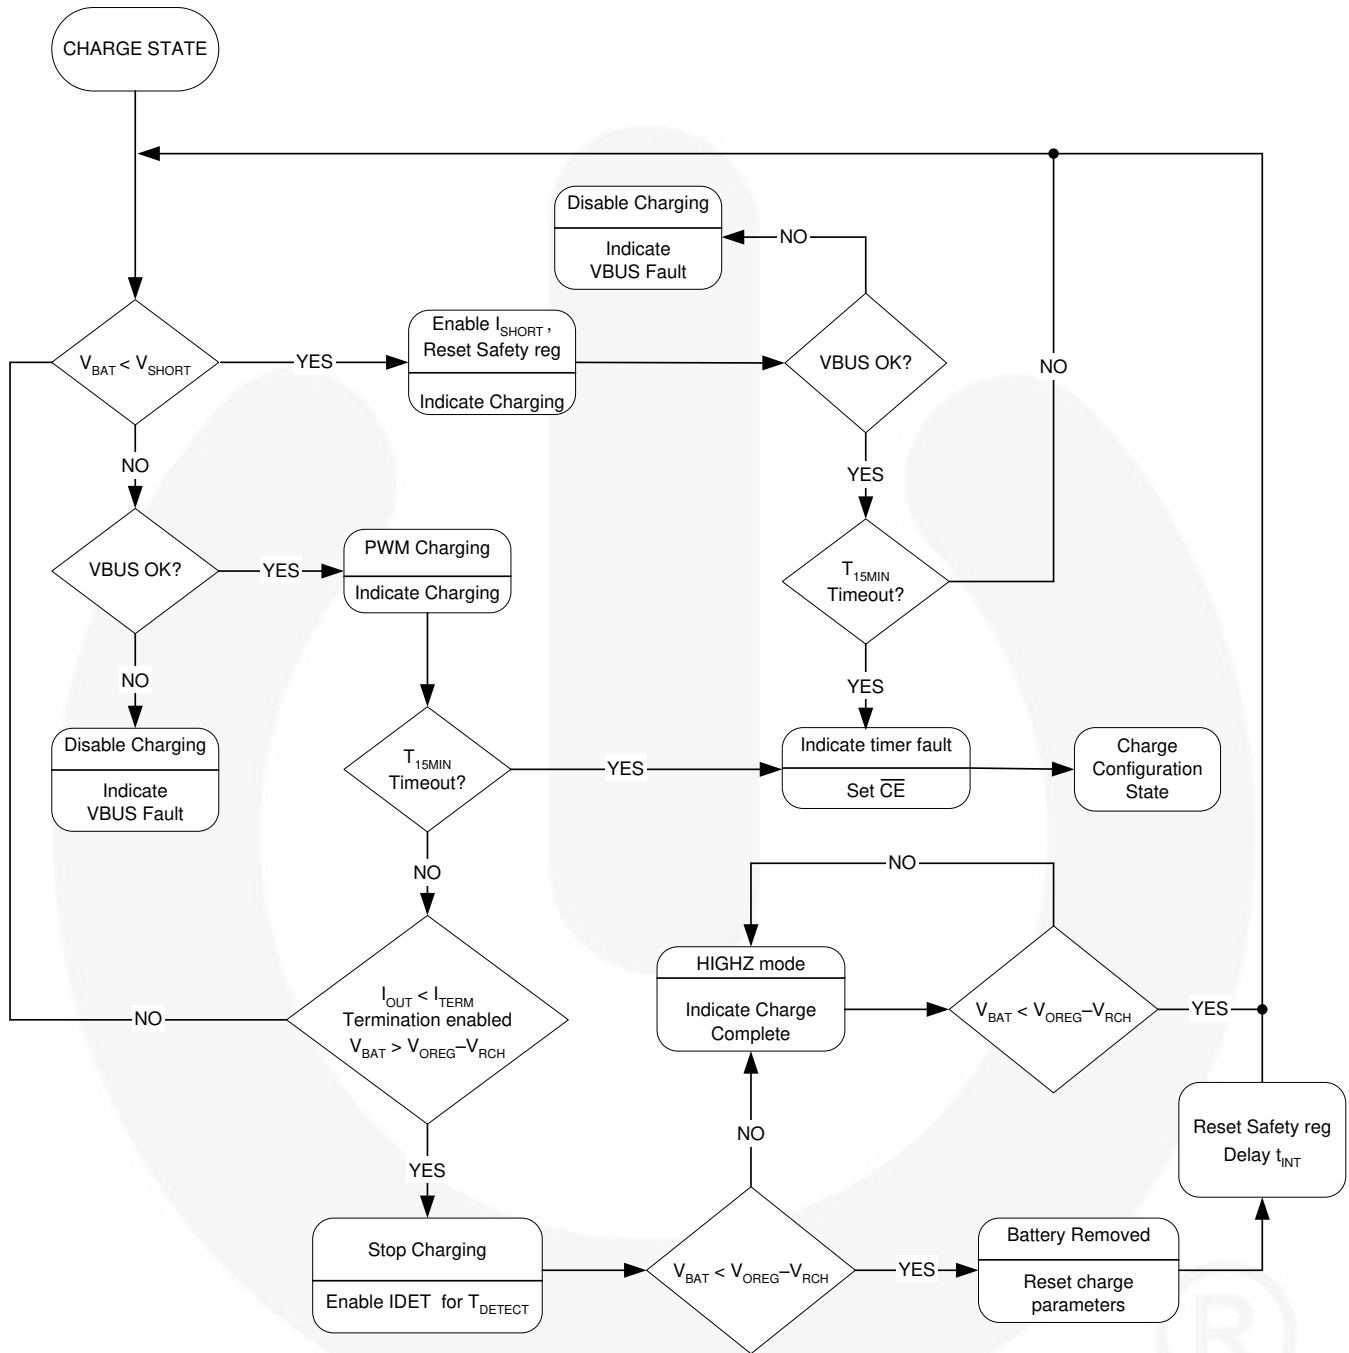 CHARGE STATE
Disable Charging
Indicate
VBUS Fault
NO
V_BAT < V_SHORT
YES
Enable I_SHORT ,
Reset Safety reg
Indicate Charging
VBUS OK?
NO
NO
YES
VBUS OK?
YES
PWM Charging
Indicate Charging
T_15MIN
Timeout?
NO
YES
Disable Charging
Indicate
VBUS Fault
T_15MIN
Timeout?
YES
Indicate timer fault
Set C̅E̅
Charge
Configuration
State
NO
NO
I_OUT < I_TERM
Termination enabled
V_BAT > V_OREG–V_RCH
NO
HIGHZ mode
Indicate Charge
Complete
V_BAT < V_OREG–V_RCH
YES
YES
NO
Reset Safety reg
Delay t_INT
Stop Charging
Enable IDET for T_DETECT
V_BAT < V_OREG–V_RCH
YES
Battery Removed
Reset charge
parameters
®